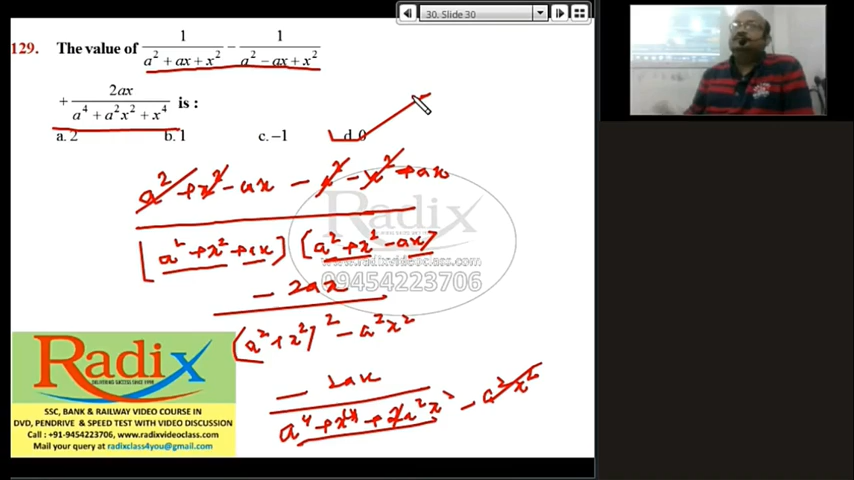 30. Slide 30
129. The value of 1/(a² + ax + x²) − 1/(a² − ax + x²)
+ 2ax/(a⁴ + a²x² + x⁴) is :
a. 2 b. 1 c. −1 d. 0
a² + x² − ax − a² − x² + ax
[a² + x² + ax] [a² + x² − ax]
− 2ax
(a² + x²)² − a²x²
− 2ax
a⁴ + x⁴ + 2a²x² − a²x²
Radix
www.radixvideoclass.com
09454223706
Radix
DELIVERING SUCCESS SINCE 1998
SSC, BANK & RAILWAY VIDEO COURSE IN
DVD, PENDRIVE & SPEED TEST WITH VIDEO DISCUSSION
Call : +91-9454223706, www.radixvideoclass.com
Mail your query at radixclass4you@gmail.com